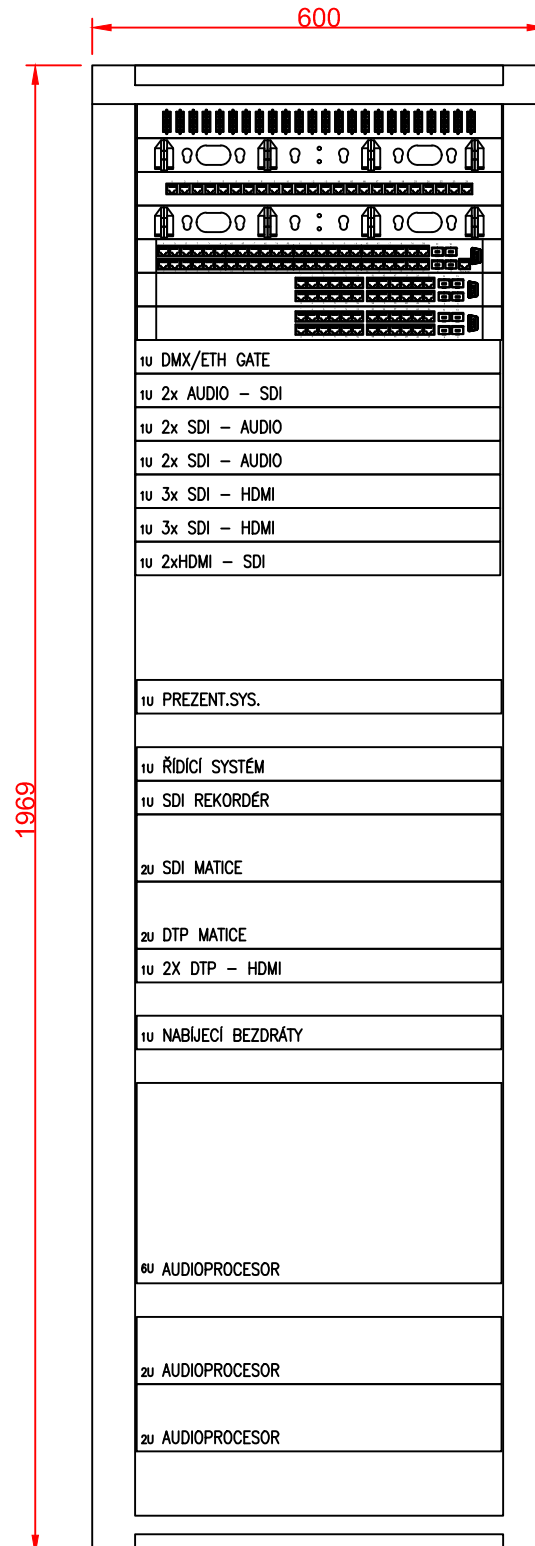 600
1U DMX/ETH GATE
1U 2x AUDIO – SDI
1U 2x SDI – AUDIO
1U 2x SDI – AUDIO
1U 3x SDI – HDMI
1U 3x SDI – HDMI
1U 2xHDMI – SDI
1U PREZENT.SYS.
1U ŘÍDÍCÍ SYSTÉM
1969
1U SDI REKORDÉR
2U SDI MATICE
2U DTP MATICE
1U 2X DTP – HDMI
1U NABÍJECÍ BEZDRÁTY
6U AUDIOPROCESOR
2U AUDIOPROCESOR
2U AUDIOPROCESOR